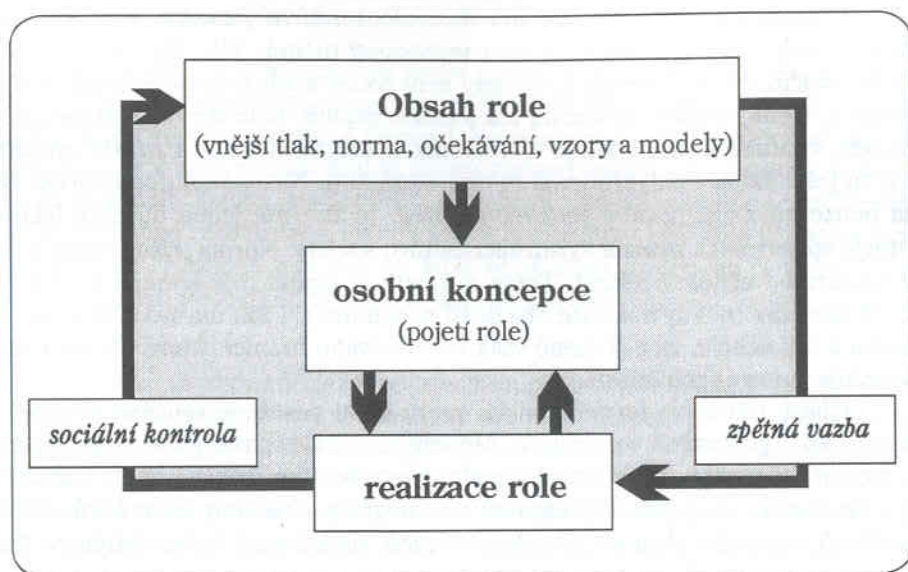 Obsah role
(vnější tlak, norma, očekávání, vzory a modely)
osobní koncepce
(pojetí role)
sociální kontrola
zpětná vazba
realizace role